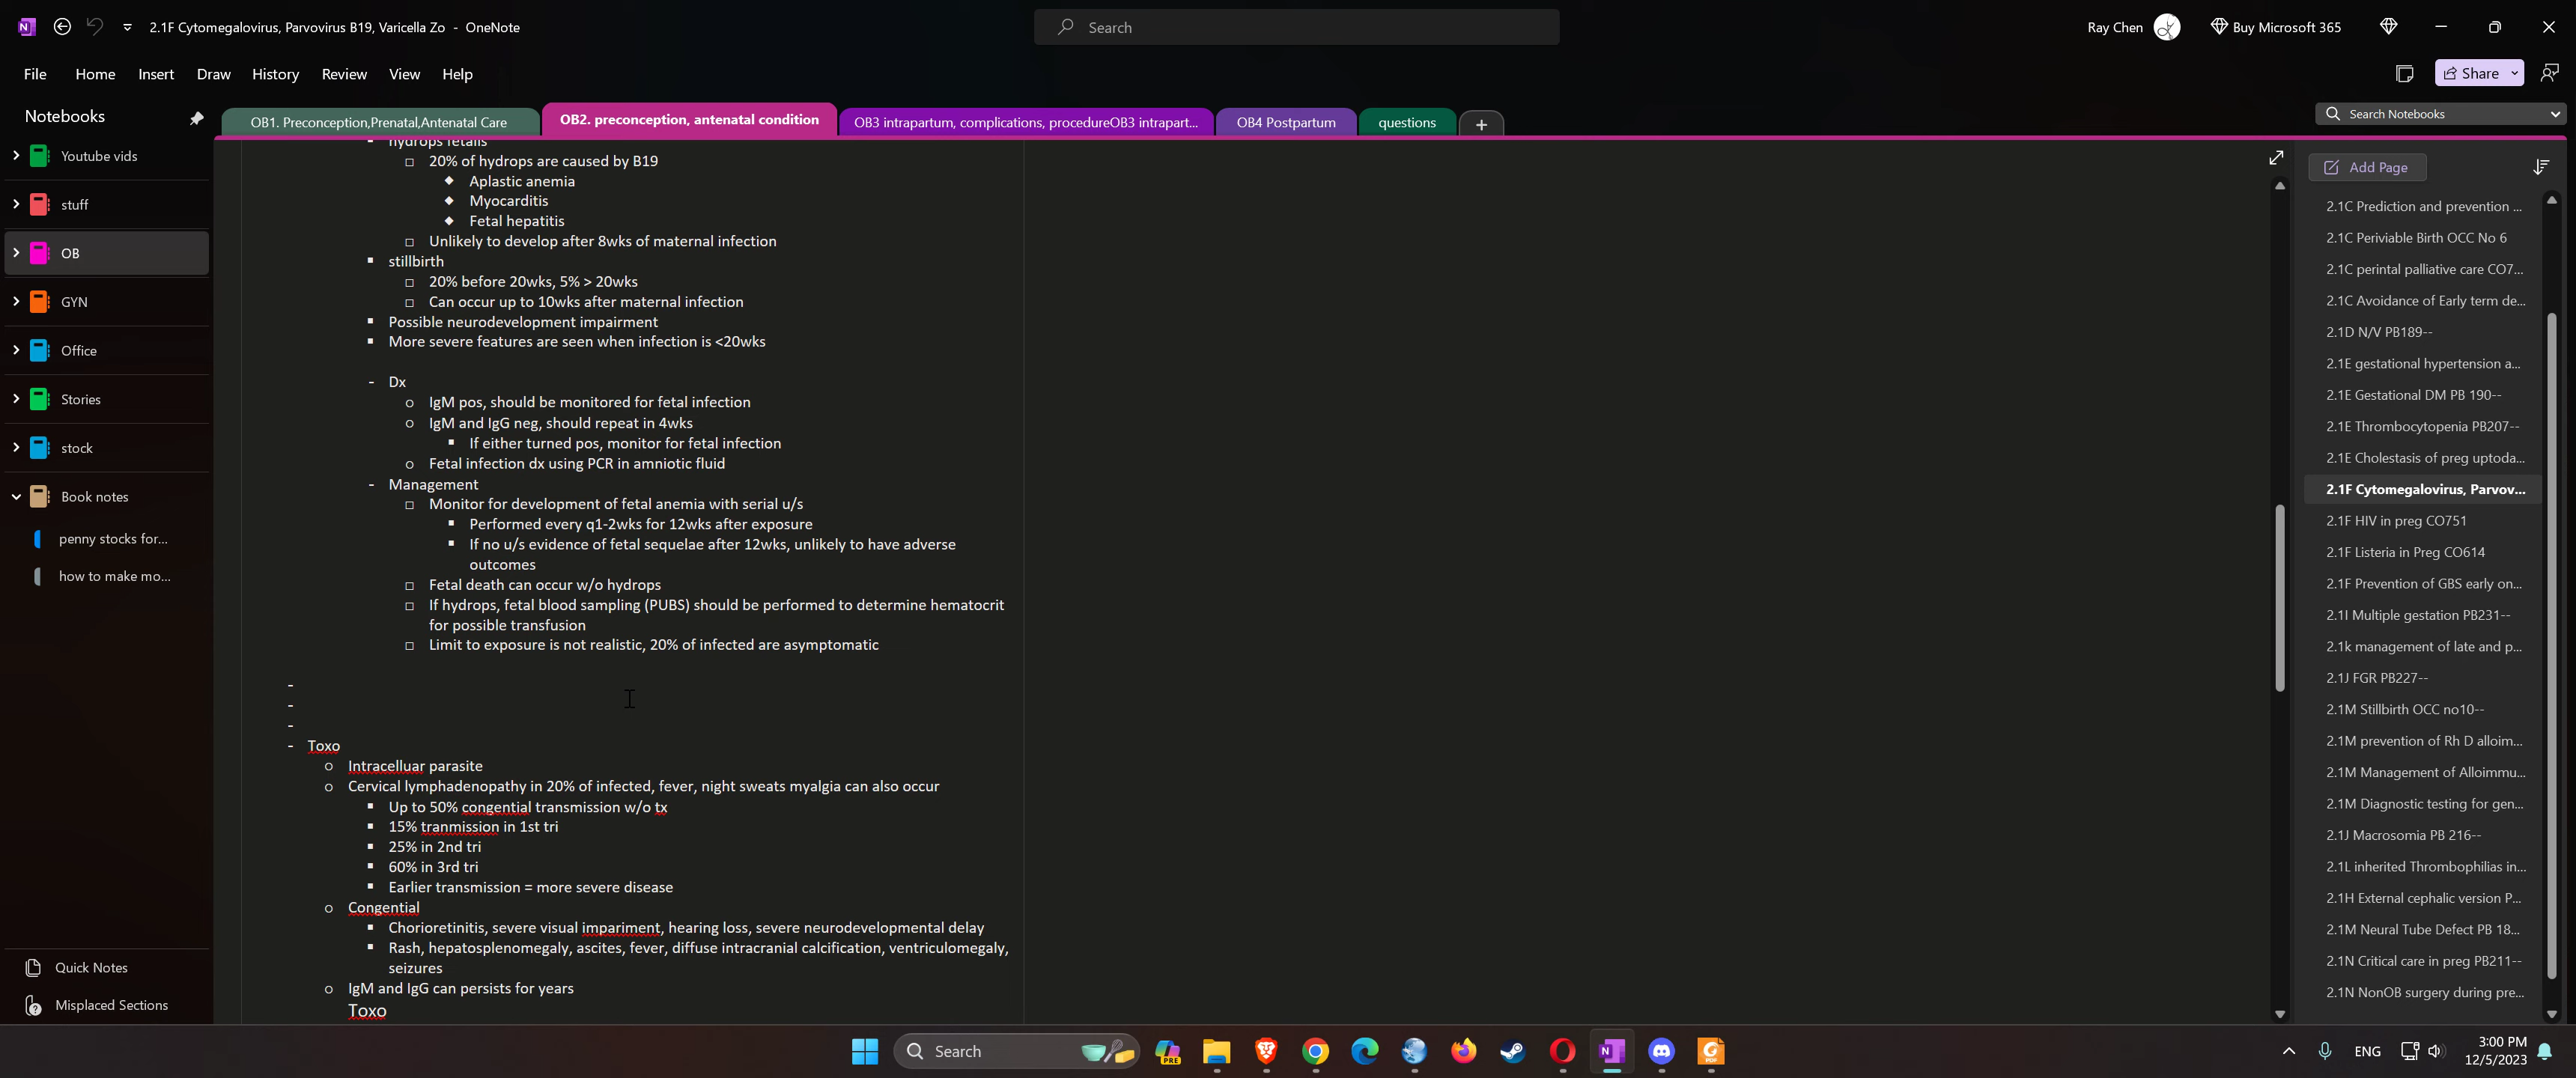 2.1F Cytomegalovirus, Parvovirus B19, Varicella Zo - OneNote
Search
Ray Chen
Buy Microsoft 365
File Home Insert Draw History Review View Help
Share
Notebooks
OB1. Preconception,Prenatal,Antenatal Care
OB2. preconception, antenatal condition
OB3 intrapartum, complications, procedureOB3 intrapart...
OB4 Postpartum
questions
+
Search Notebooks
Youtube vids
stuff
OB
GYN
Office
Stories
stock
Book notes
penny stocks for...
how to make mo...
Quick Notes
Misplaced Sections
hydrops fetalis
20% of hydrops are caused by B19
Aplastic anemia
Myocarditis
Fetal hepatitis
Unlikely to develop after 8wks of maternal infection
stillbirth
20% before 20wks, 5% > 20wks
Can occur up to 10wks after maternal infection
Possible neurodevelopment impairment
More severe features are seen when infection is <20wks
- Dx
IgM pos, should be monitored for fetal infection
IgM and IgG neg, should repeat in 4wks
If either turned pos, monitor for fetal infection
Fetal infection dx using PCR in amniotic fluid
- Management
Monitor for development of fetal anemia with serial u/s
Performed every q1-2wks for 12wks after exposure
If no u/s evidence of fetal sequelae after 12wks, unlikely to have adverse
outcomes
Fetal death can occur w/o hydrops
If hydrops, fetal blood sampling (PUBS) should be performed to determine hematocrit
for possible transfusion
Limit to exposure is not realistic, 20% of infected are asymptomatic
-
-
-
- Toxo
Intracelluar parasite
Cervical lymphadenopathy in 20% of infected, fever, night sweats myalgia can also occur
Up to 50% congential transmission w/o tx
15% tranmission in 1st tri
25% in 2nd tri
60% in 3rd tri
Earlier transmission = more severe disease
Congential
Chorioretinitis, severe visual impariment, hearing loss, severe neurodevelopmental delay
Rash, hepatosplenomegaly, ascites, fever, diffuse intracranial calcification, ventriculomegaly,
seizures
IgM and IgG can persists for years
Toxo
Add Page
2.1C Prediction and prevention ...
2.1C Periviable Birth OCC No 6
2.1C perintal palliative care CO7...
2.1C Avoidance of Early term de...
2.1D N/V PB189--
2.1E gestational hypertension a...
2.1E Gestational DM PB 190--
2.1E Thrombocytopenia PB207--
2.1E Cholestasis of preg uptoda...
2.1F Cytomegalovirus, Parvov...
2.1F HIV in preg CO751
2.1F Listeria in Preg CO614
2.1F Prevention of GBS early on...
2.1I Multiple gestation PB231--
2.1k management of late and p...
2.1J FGR PB227--
2.1M Stillbirth OCC no10--
2.1M prevention of Rh D alloim...
2.1M Management of Alloimmu...
2.1M Diagnostic testing for gen...
2.1J Macrosomia PB 216--
2.1L inherited Thrombophilias in...
2.1H External cephalic version P...
2.1M Neural Tube Defect PB 18...
2.1N Critical care in preg PB211--
2.1N NonOB surgery during pre...
Search
PRE
PDF
ENG
3:00 PM
12/5/2023